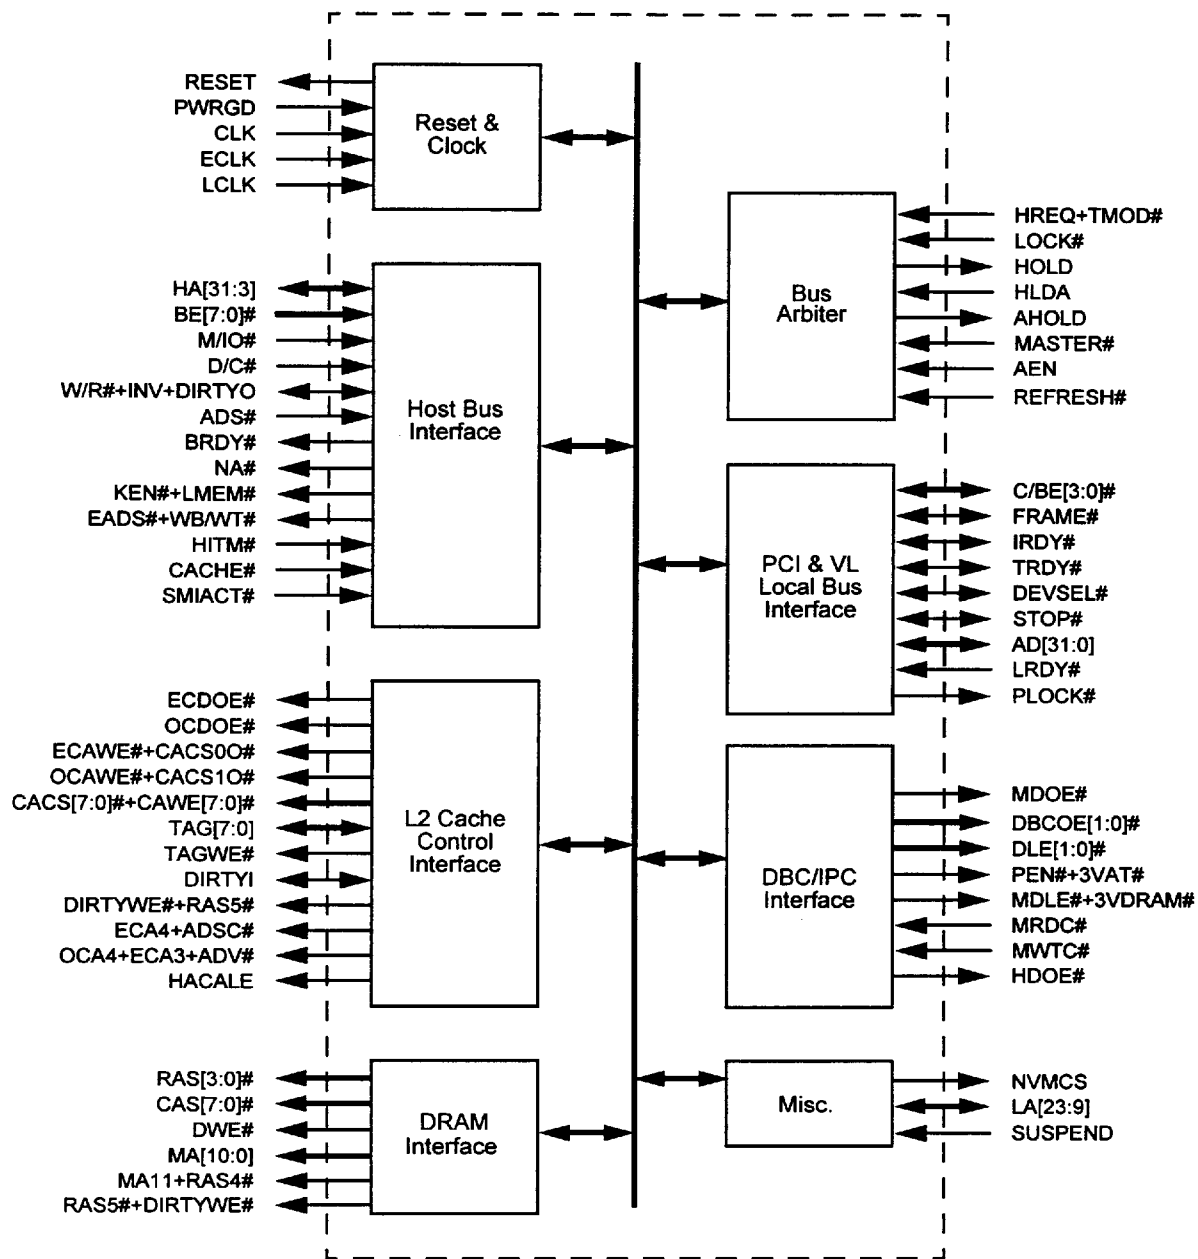 RESET
PWRGD
CLK
ECLK
LCLK
Reset &
Clock
HA[31:3]
BE[7:0]#
M/IO#
D/C#
W/R#+INV+DIRTYO
ADS#
BRDY#
NA#
KEN#+LMEM#
EADS#+WB/WT#
HITM#
CACHE#
SMIACT#
Host Bus
Interface
ECDOE#
OCDOE#
ECAWE#+CACS0O#
OCAWE#+CACS1O#
CACS[7:0]#+CAWE[7:0]#
TAG[7:0]
TAGWE#
DIRTYI
DIRTYWE#+RAS5#
ECA4+ADSC#
OCA4+ECA3+ADV#
HACALE
L2 Cache
Control
Interface
RAS[3:0]#
CAS[7:0]#
DWE#
MA[10:0]
MA11+RAS4#
RAS5#+DIRTYWE#
DRAM
Interface
Bus
Arbiter
HREQ+TMOD#
LOCK#
HOLD
HLDA
AHOLD
MASTER#
AEN
REFRESH#
PCI & VL
Local Bus
Interface
C/BE[3:0]#
FRAME#
IRDY#
TRDY#
DEVSEL#
STOP#
AD[31:0]
LRDY#
PLOCK#
DBC/IPC
Interface
MDOE#
DBCOE[1:0]#
DLE[1:0]#
PEN#+3VAT#
MDLE#+3VDRAM#
MRDC#
MWTC#
HDOE#
Misc.
NVMCS
LA[23:9]
SUSPEND